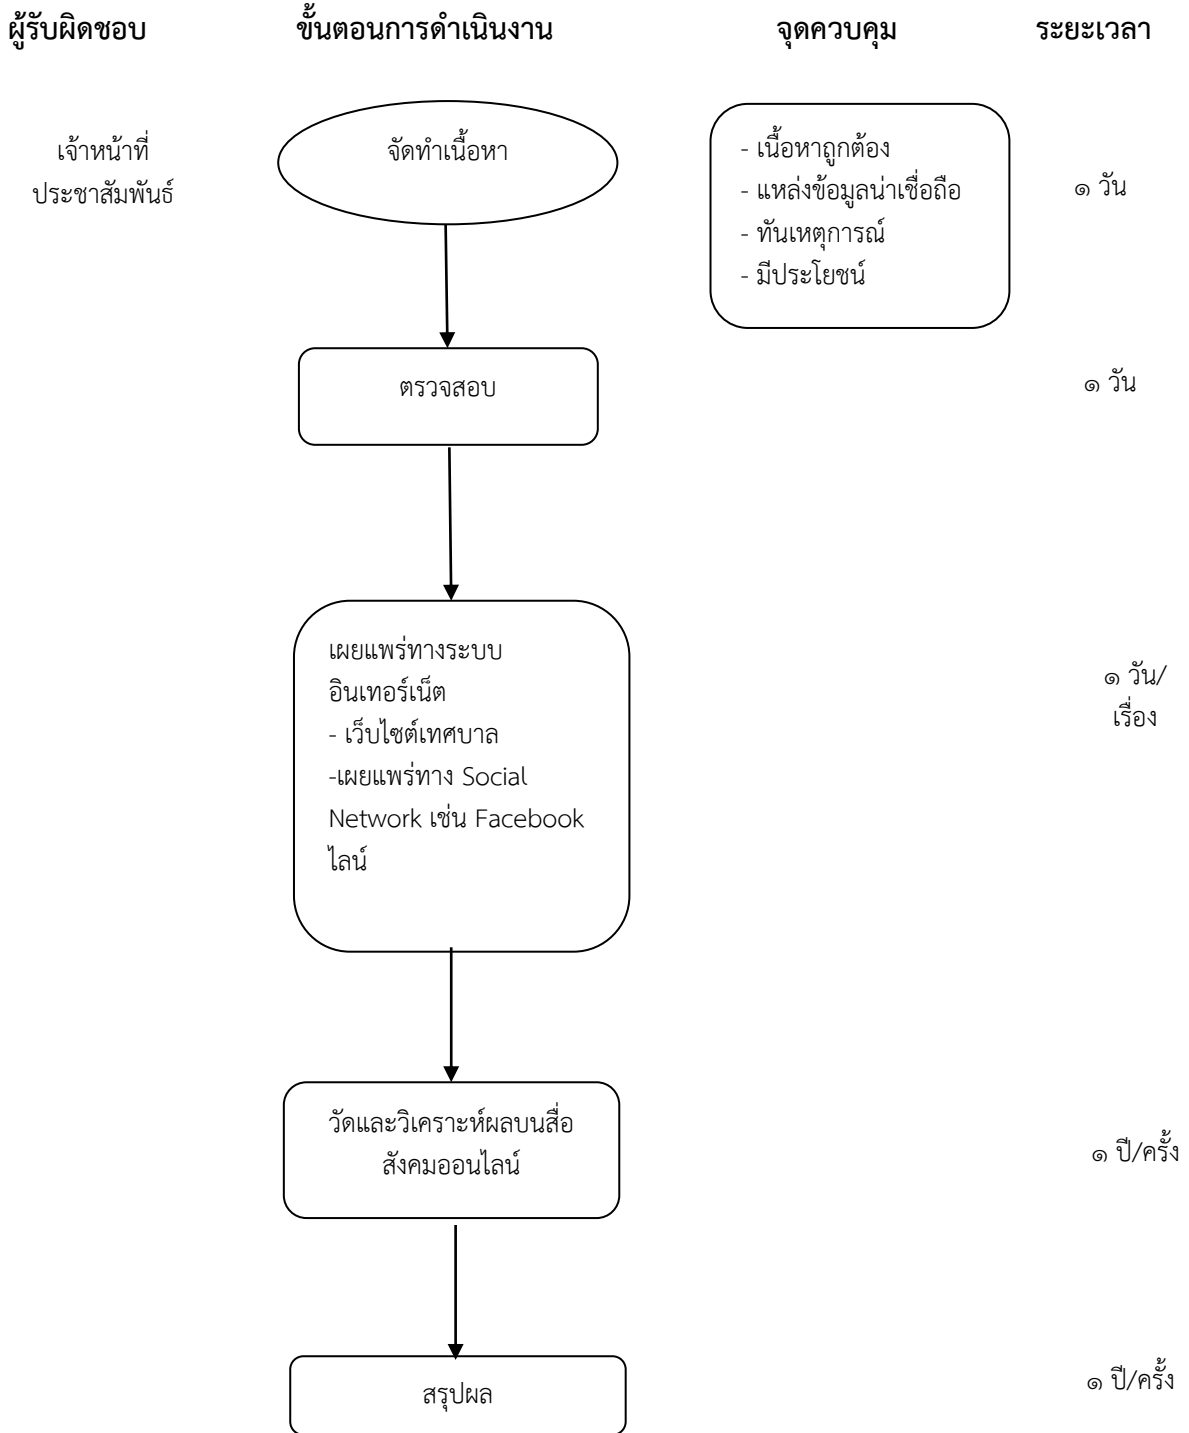 ผู้รับผิดชอบ ขั้นตอนการดำเนินงาน จุดควบคุม ระยะเวลา
เจ้าหน้าที่
ประชาสัมพันธ์
จัดทำเนื้อหา
- เนื้อหาถูกต้อง
- แหล่งข้อมูลน่าเชื่อถือ
- ทันเหตุการณ์
- มีประโยชน์
๑ วัน
ตรวจสอบ
๑ วัน
เผยแพร่ทางระบบ
อินเทอร์เน็ต
- เว็บไซต์เทศบาล
-เผยแพร่ทาง Social
Network เช่น Facebook
ไลน์
๑ วัน/
เรื่อง
วัดและวิเคราะห์ผลบนสื่อ
สังคมออนไลน์
๑ ปี/ครั้ง
สรุปผล
๑ ปี/ครั้ง